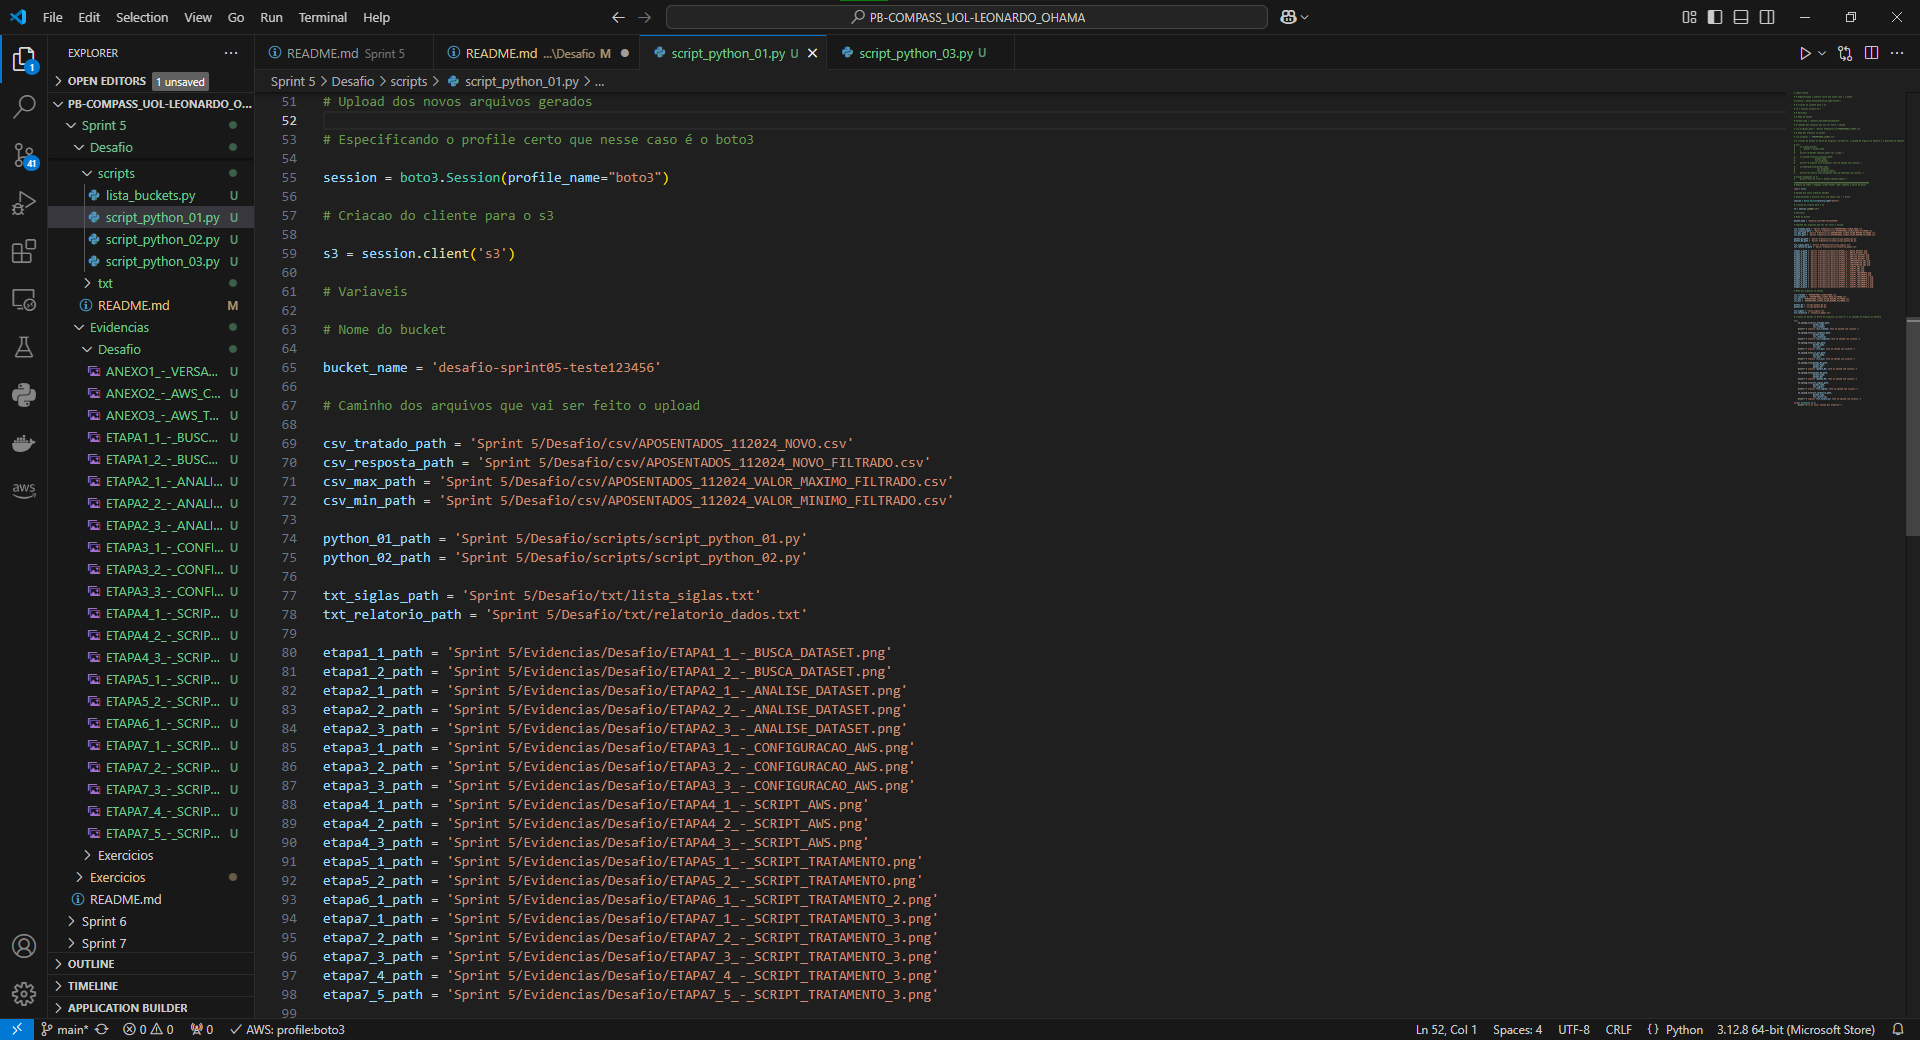 File Edit Selection View Go Run Terminal Help
PB-COMPASS_UOL-LEONARDO_OHAMA
EXPLORER
OPEN EDITORS 1 unsaved
PB-COMPASS_UOL-LEONARDO_O...
Sprint 5
Desafio
scripts
lista_buckets.py U
script_python_01.py U
script_python_02.py U
script_python_03.py U
txt
README.md M
Evidencias
Desafio
ANEXO1_-_VERSA... U
ANEXO2_-_AWS_C... U
ANEXO3_-_AWS_T... U
ETAPA1_1_-_BUSC... U
ETAPA1_2_-_BUSC... U
ETAPA2_1_-_ANALI... U
ETAPA2_2_-_ANALI... U
ETAPA2_3_-_ANALI... U
ETAPA3_1_-_CONFI... U
ETAPA3_2_-_CONFI... U
ETAPA3_3_-_CONFI... U
ETAPA4_1_-_SCRIP... U
ETAPA4_2_-_SCRIP... U
ETAPA4_3_-_SCRIP... U
ETAPA5_1_-_SCRIP... U
ETAPA5_2_-_SCRIP... U
ETAPA6_1_-_SCRIP... U
ETAPA7_1_-_SCRIP... U
ETAPA7_2_-_SCRIP... U
ETAPA7_3_-_SCRIP... U
ETAPA7_4_-_SCRIP... U
ETAPA7_5_-_SCRIP... U
Exercicios
Exercicios
README.md
Sprint 6
Sprint 7
OUTLINE
TIMELINE
APPLICATION BUILDER
1
41
aws
README.md Sprint 5
README.md ...\Desafio M
script_python_01.py U
script_python_03.py U
Sprint 5 > Desafio > scripts > script_python_01.py > ...
51 # Upload dos novos arquivos gerados
52
53 # Especificando o profile certo que nesse caso é o boto3
54
55 session = boto3.Session(profile_name="boto3")
56
57 # Criacao do cliente para o s3
58
59 s3 = session.client('s3')
60
61 # Variaveis
62
63 # Nome do bucket
64
65 bucket_name = 'desafio-sprint05-teste123456'
66
67 # Caminho dos arquivos que vai ser feito o upload
68
69 csv_tratado_path = 'Sprint 5/Desafio/csv/APOSENTADOS_112024_NOVO.csv'
70 csv_resposta_path = 'Sprint 5/Desafio/csv/APOSENTADOS_112024_NOVO_FILTRADO.csv'
71 csv_max_path = 'Sprint 5/Desafio/csv/APOSENTADOS_112024_VALOR_MAXIMO_FILTRADO.csv'
72 csv_min_path = 'Sprint 5/Desafio/csv/APOSENTADOS_112024_VALOR_MINIMO_FILTRADO.csv'
73
74 python_01_path = 'Sprint 5/Desafio/scripts/script_python_01.py'
75 python_02_path = 'Sprint 5/Desafio/scripts/script_python_02.py'
76
77 txt_siglas_path = 'Sprint 5/Desafio/txt/lista_siglas.txt'
78 txt_relatorio_path = 'Sprint 5/Desafio/txt/relatorio_dados.txt'
79
80 etapa1_1_path = 'Sprint 5/Evidencias/Desafio/ETAPA1_1_-_BUSCA_DATASET.png'
81 etapa1_2_path = 'Sprint 5/Evidencias/Desafio/ETAPA1_2_-_BUSCA_DATASET.png'
82 etapa2_1_path = 'Sprint 5/Evidencias/Desafio/ETAPA2_1_-_ANALISE_DATASET.png'
83 etapa2_2_path = 'Sprint 5/Evidencias/Desafio/ETAPA2_2_-_ANALISE_DATASET.png'
84 etapa2_3_path = 'Sprint 5/Evidencias/Desafio/ETAPA2_3_-_ANALISE_DATASET.png'
85 etapa3_1_path = 'Sprint 5/Evidencias/Desafio/ETAPA3_1_-_CONFIGURACAO_AWS.png'
86 etapa3_2_path = 'Sprint 5/Evidencias/Desafio/ETAPA3_2_-_CONFIGURACAO_AWS.png'
87 etapa3_3_path = 'Sprint 5/Evidencias/Desafio/ETAPA3_3_-_CONFIGURACAO_AWS.png'
88 etapa4_1_path = 'Sprint 5/Evidencias/Desafio/ETAPA4_1_-_SCRIPT_AWS.png'
89 etapa4_2_path = 'Sprint 5/Evidencias/Desafio/ETAPA4_2_-_SCRIPT_AWS.png'
90 etapa4_3_path = 'Sprint 5/Evidencias/Desafio/ETAPA4_3_-_SCRIPT_AWS.png'
91 etapa5_1_path = 'Sprint 5/Evidencias/Desafio/ETAPA5_1_-_SCRIPT_TRATAMENTO.png'
92 etapa5_2_path = 'Sprint 5/Evidencias/Desafio/ETAPA5_2_-_SCRIPT_TRATAMENTO.png'
93 etapa6_1_path = 'Sprint 5/Evidencias/Desafio/ETAPA6_1_-_SCRIPT_TRATAMENTO_2.png'
94 etapa7_1_path = 'Sprint 5/Evidencias/Desafio/ETAPA7_1_-_SCRIPT_TRATAMENTO_3.png'
95 etapa7_2_path = 'Sprint 5/Evidencias/Desafio/ETAPA7_2_-_SCRIPT_TRATAMENTO_3.png'
96 etapa7_3_path = 'Sprint 5/Evidencias/Desafio/ETAPA7_3_-_SCRIPT_TRATAMENTO_3.png'
97 etapa7_4_path = 'Sprint 5/Evidencias/Desafio/ETAPA7_4_-_SCRIPT_TRATAMENTO_3.png'
98 etapa7_5_path = 'Sprint 5/Evidencias/Desafio/ETAPA7_5_-_SCRIPT_TRATAMENTO_3.png'
99
main* 0 0 0 AWS: profile:boto3
Ln 52, Col 1 Spaces: 4 UTF-8 CRLF {} Python 3.12.8 64-bit (Microsoft Store)